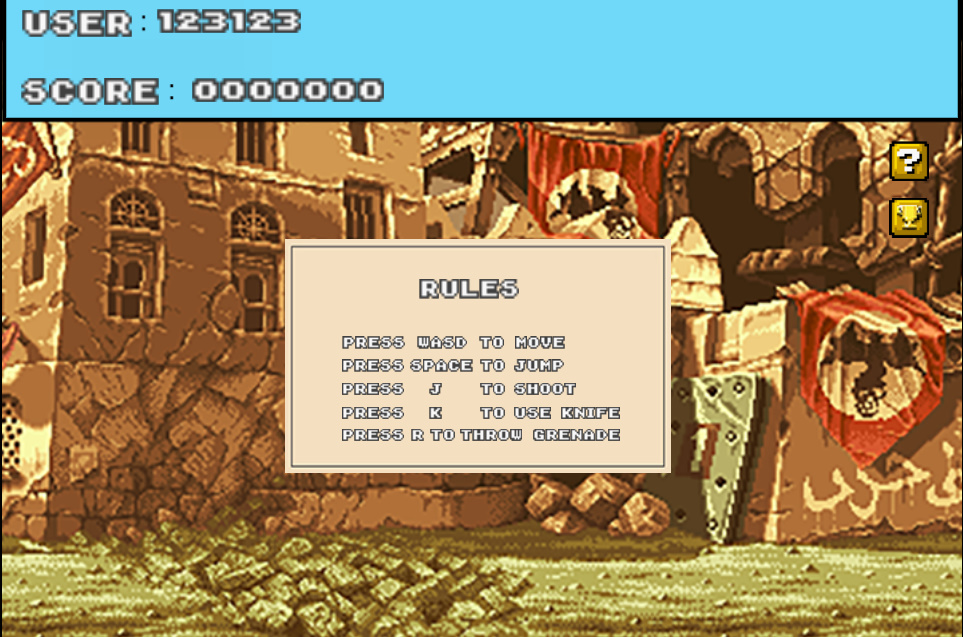 USER : 123123
SCORE : 0000000
?
RULES
PRESS WASD TO MOVE
PRESS SPACE TO JUMP
PRESS J TO SHOOT
PRESS K TO USE KNIFE
PRESS R TO THROW GRENADE